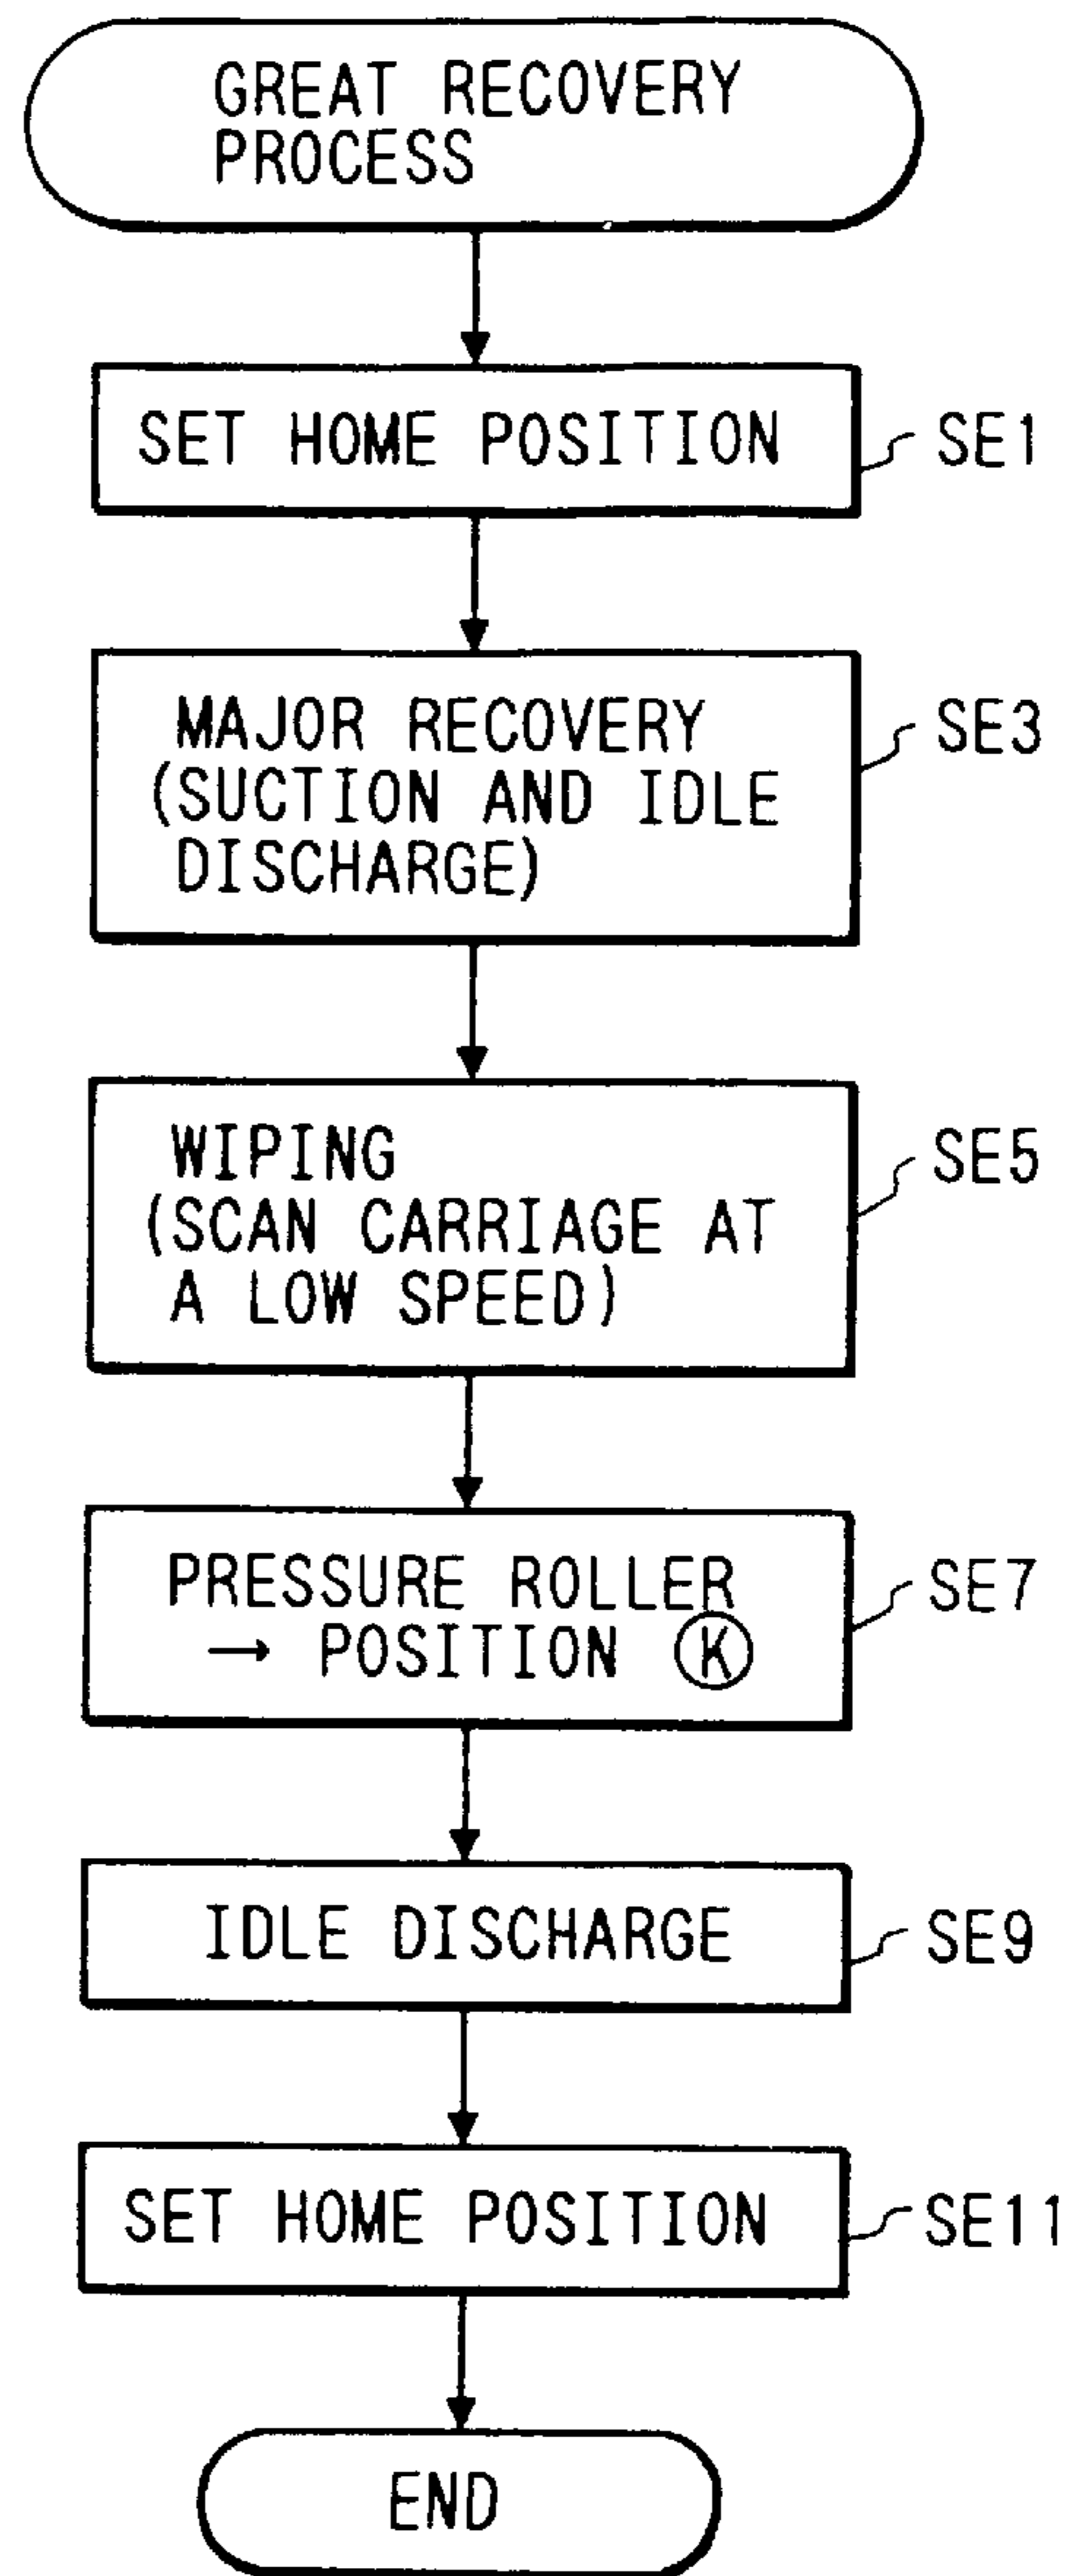 GREAT RECOVERY
PROCESS
SET HOME POSITION
SE1
MAJOR RECOVERY
(SUCTION AND IDLE
DISCHARGE)
SE3
WIPING
(SCAN CARRIAGE AT
A LOW SPEED)
SE5
PRESSURE ROLLER
→ POSITION Ⓚ
SE7
IDLE DISCHARGE
SE9
SET HOME POSITION
SE11
END